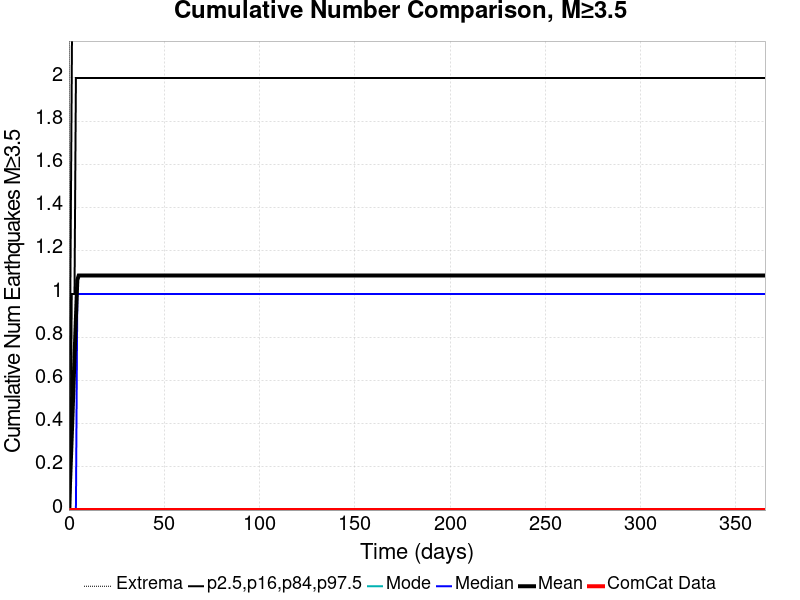 Cumulative Number Comparison, M≥3.5
Cumulative Num Earthquakes M≥3.5
2
1.8
1.6
1.4
1.2
1
0.8
0.6
0.4
0.2
0
0 50 100 150 200 250 300 350
Time (days)
Extrema p2.5,p16,p84,p97.5 Mode Median Mean ComCat Data